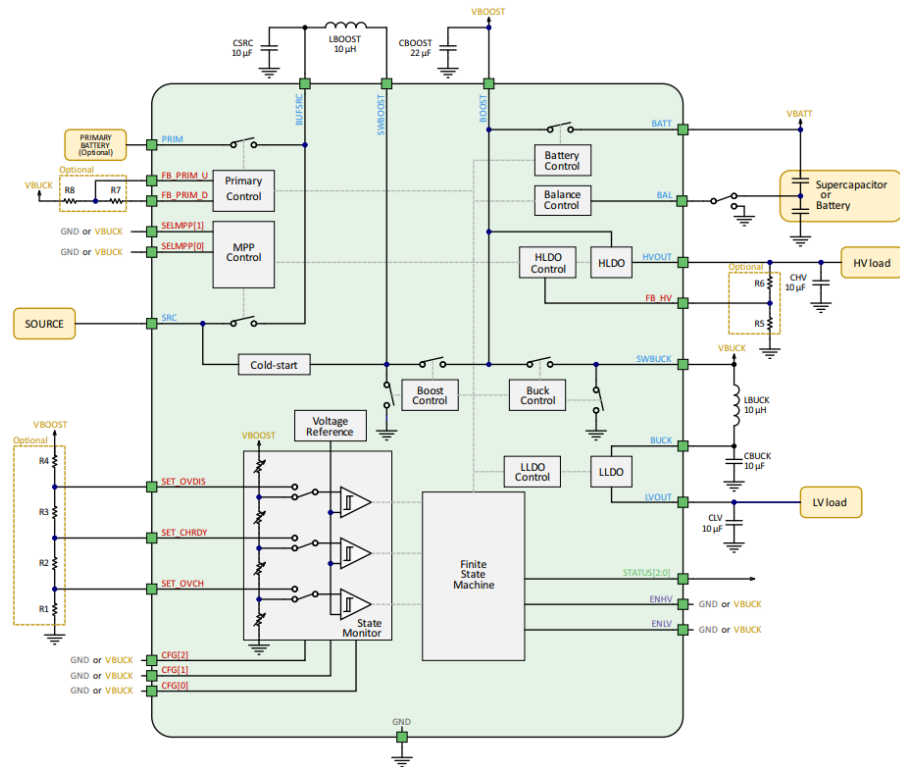 VBOOST
CSRC
10 µF
LBOOST
10 µH
CBOOST
22 µF
BUFSRC
SWBOOST
BOOST
VBATT
PRIMARY
BATTERY
(Optional)
PRIM
BATT
Battery
Control
Optional
VBUCK
R8
R7
FB_PRIM_U
FB_PRIM_D
Primary
Control
Balance
Control
BAL
Supercapacitor
or
Battery
GND or VBUCK
SELMPP[1]
GND or VBUCK
SELMPP[0]
MPP
Control
HLDO
Control
HLDO
HVOUT
HV load
Optional
R6
R5
CHV
10 µF
FB_HV
SOURCE
SRC
Cold-start
SWBUCK
VBUCK
Boost
Control
Buck
Control
LBUCK
10 µH
Voltage
Reference
VBOOST
Optional
R4
R3
R2
R1
VBOOST
BUCK
CBUCK
10 µF
LLDO
Control
LLDO
LVOUT
LV load
CLV
10 µF
SET_OVDIS
SET_CHRDY
SET_OVCH
State
Monitor
Finite
State
Machine
STATUS[2:0]
ENHV
GND or VBUCK
ENLV
GND or VBUCK
GND or VBUCK
CFG[2]
GND or VBUCK
CFG[1]
GND or VBUCK
CFG[0]
GND